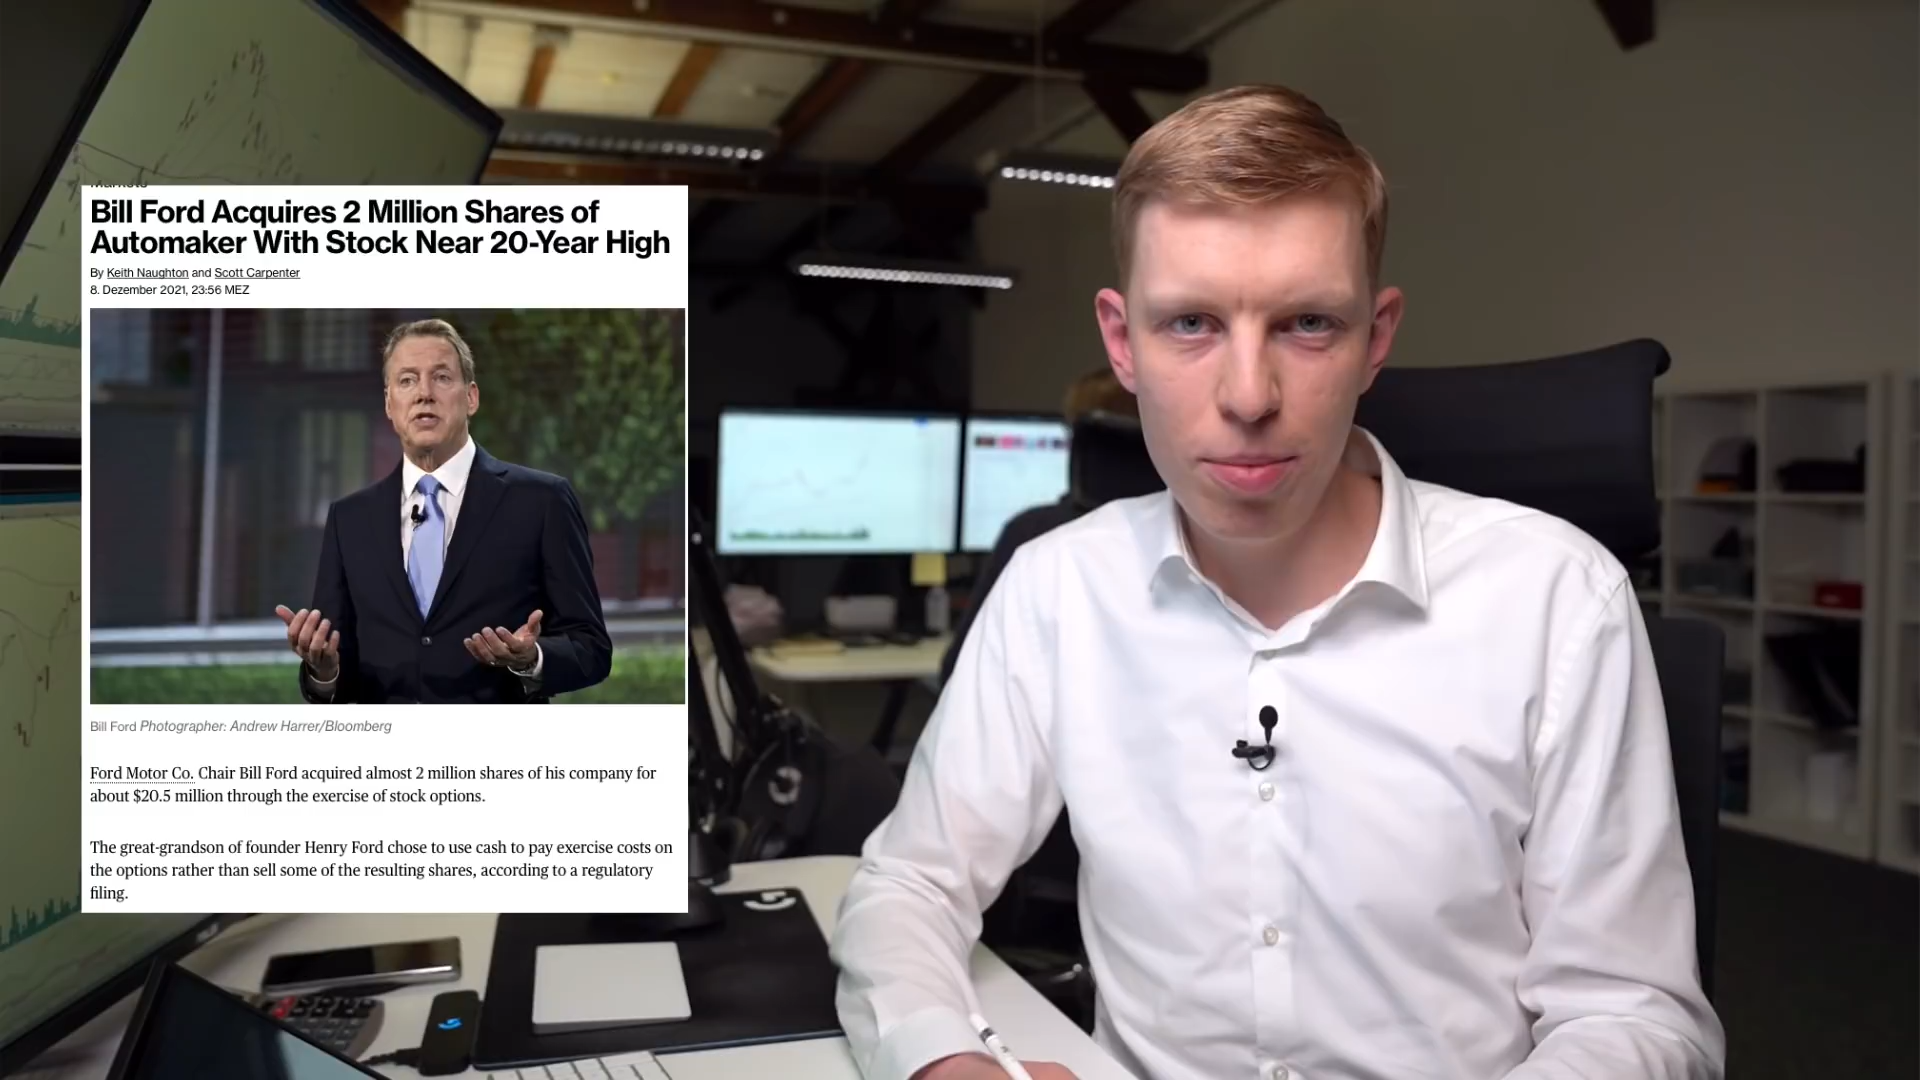 Markets
Bill Ford Acquires 2 Million Shares of
Automaker With Stock Near 20-Year High
By Keith Naughton and Scott Carpenter
8. Dezember 2021, 23:56 MEZ
Bill Ford Photographer: Andrew Harrer/Bloomberg
Ford Motor Co. Chair Bill Ford acquired almost 2 million shares of his company for
about $20.5 million through the exercise of stock options.
The great-grandson of founder Henry Ford chose to use cash to pay exercise costs on
the options rather than sell some of the resulting shares, according to a regulatory
filing.